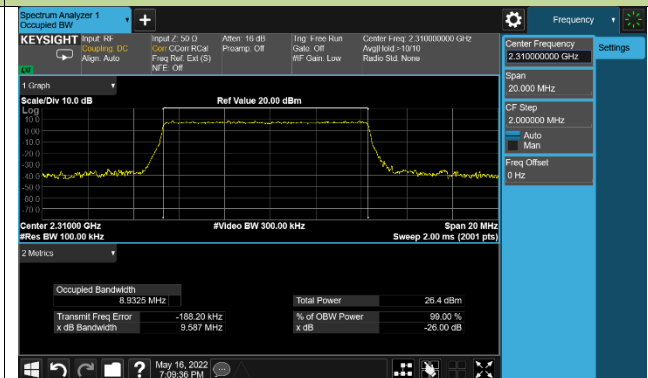 Spectrum Analyzer 1
Occupied BW
+
Frequency
KEYSIGHT
Input: RF
Coupling: DC
Align: Auto
Input Z: 50 Ω
Corr CCorr RCal
Freq Ref: Ext (S)
NFE: Off
Atten: 16 dB
Preamp: Off
Trig: Free Run
Gate: Off
#IF Gain: Low
Center Freq: 2.310000000 GHz
Avg|Hold:>10/10
Radio Std: None
Center Frequency
2.310000000 GHz
Settings
Span
20.000 MHz
CF Step
2.000000 MHz
Auto
Man
Freq Offset
0 Hz
1 Graph
Scale/Div 10.0 dB
Ref Value 20.00 dBm
Log
10.0
0.00
-10.0
-20.0
-30.0
-40.0
-50.0
-60.0
-70.0
Center 2.31000 GHz
#Video BW 300.00 kHz
Span 20 MHz
#Res BW 100.00 kHz
Sweep 2.00 ms (2001 pts)
2 Metrics
Occupied Bandwidth
8.9325 MHz
Total Power
26.4 dBm
Transmit Freq Error
-188.20 kHz
% of OBW Power
99.00 %
x dB Bandwidth
9.587 MHz
x dB
-26.00 dB
?
May 16, 2022
7:09:36 PM